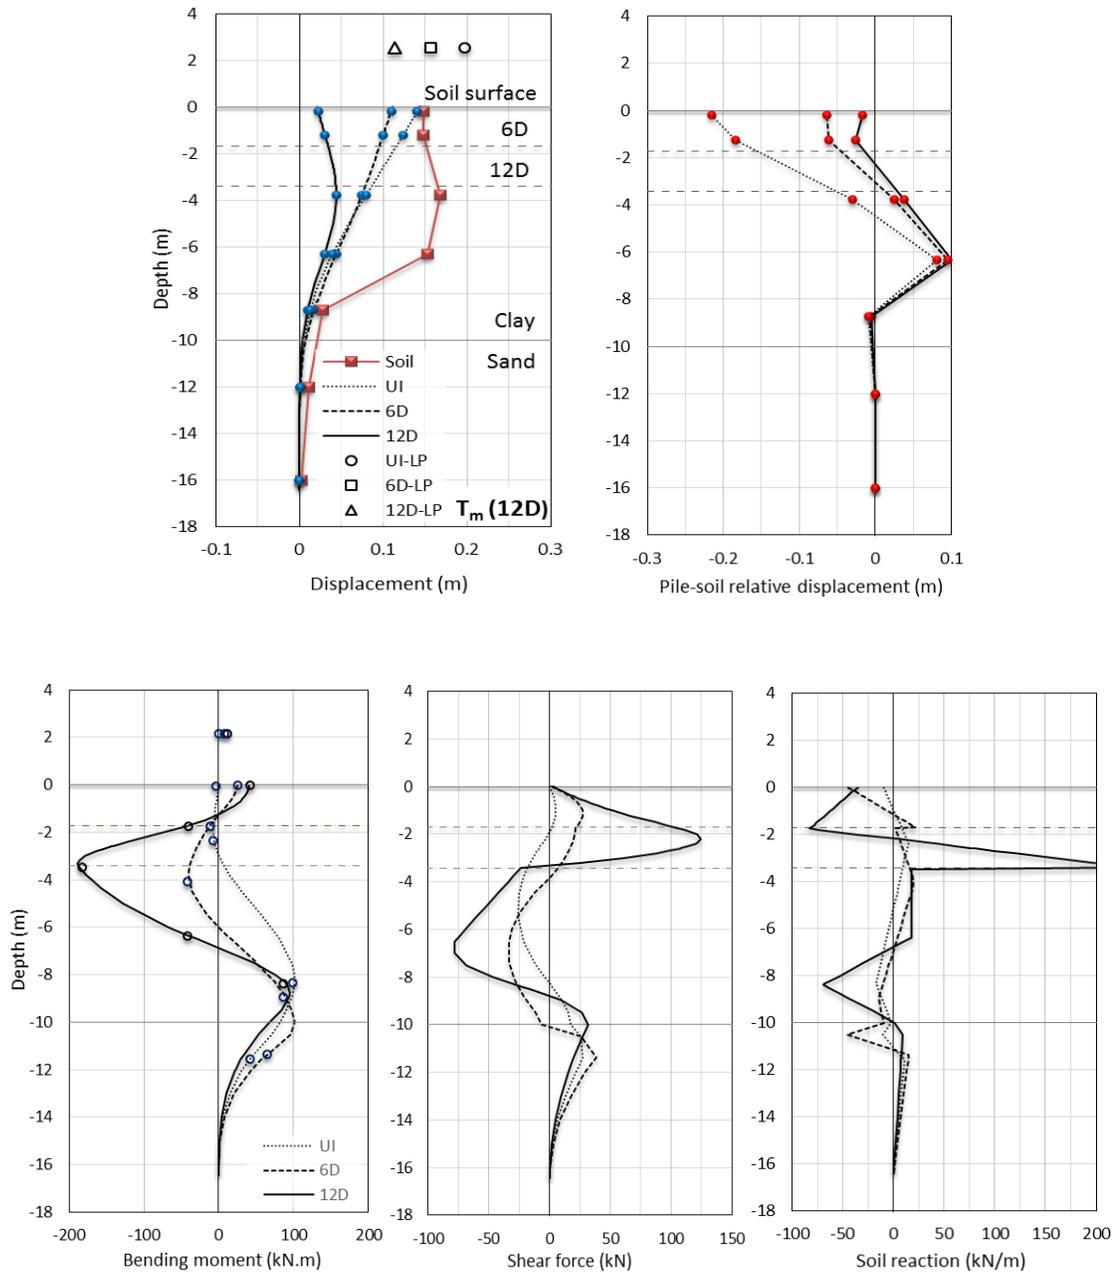 4
2
0
-2
-4
-6
-8
-10
-12
-14
-16
-18
-0.1 0 0.1 0.2 0.3
Depth (m)
Displacement (m)
Soil surface
6D
12D
Clay
Sand
Soil
UI
6D
12D
UI-LP
6D-LP
12D-LP
Tm (12D)
4
2
0
-2
-4
-6
-8
-10
-12
-14
-16
-18
-0.3 -0.2 -0.1 0 0.1
Pile-soil relative displacement (m)
4
2
0
-2
-4
-6
-8
-10
-12
-14
-16
-18
-200 -100 0 100 200
Depth (m)
Bending moment (kN.m)
UI
6D
12D
4
2
0
-2
-4
-6
-8
-10
-12
-14
-16
-18
-100 -50 0 50 100 150
Shear force (kN)
4
2
0
-2
-4
-6
-8
-10
-12
-14
-16
-18
-100 -50 0 50 100 150 200
Soil reaction (kN/m)